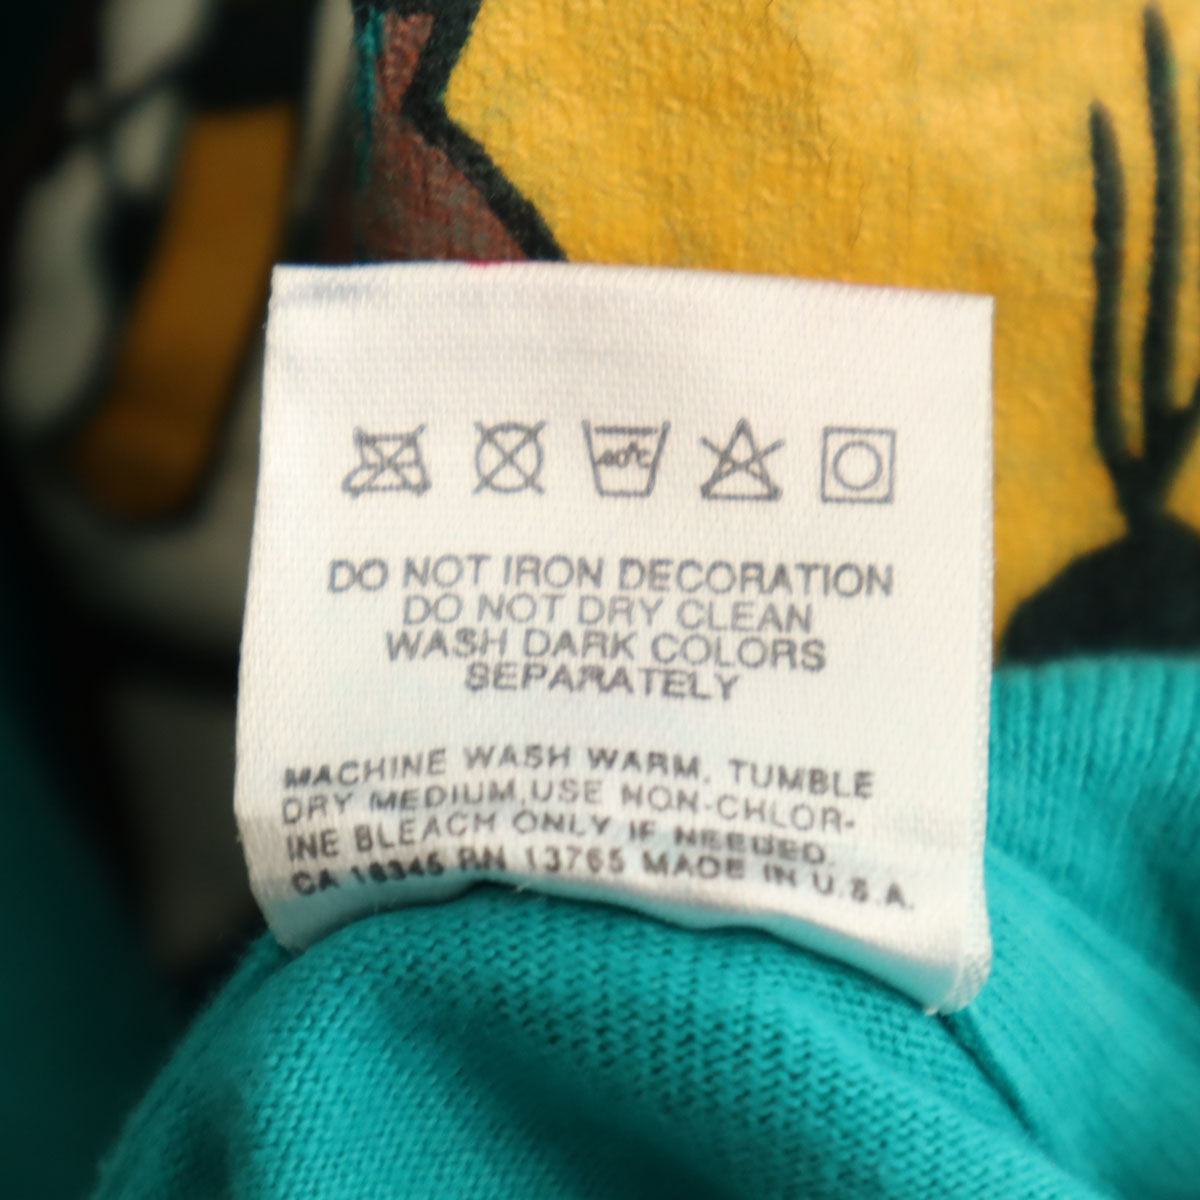 40°C
DO NOT IRON DECORATION
DO NOT DRY CLEAN
WASH DARK COLORS
SEPARATELY
MACHINE WASH WARM, TUMBLE
DRY MEDIUM, USE NON-CHLOR-
INE BLEACH ONLY IF NEEDED.
CA 16345 RN 13765 MADE IN U.S.A.